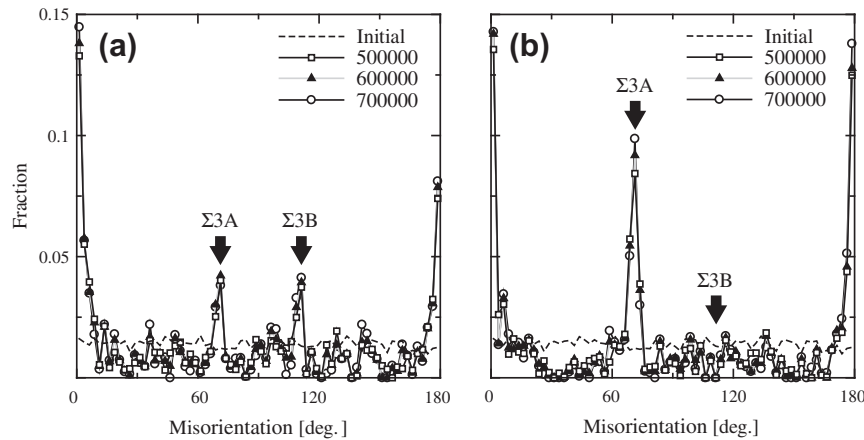 0.15
0.1
0.05
Fraction
(a)
Initial
500000
600000
700000
Σ3A
Σ3B
0
60
120
180
Misorientation [deg.]
(b)
Initial
500000
600000
700000
Σ3A
Σ3B
0
60
120
180
Misorientation [deg.]